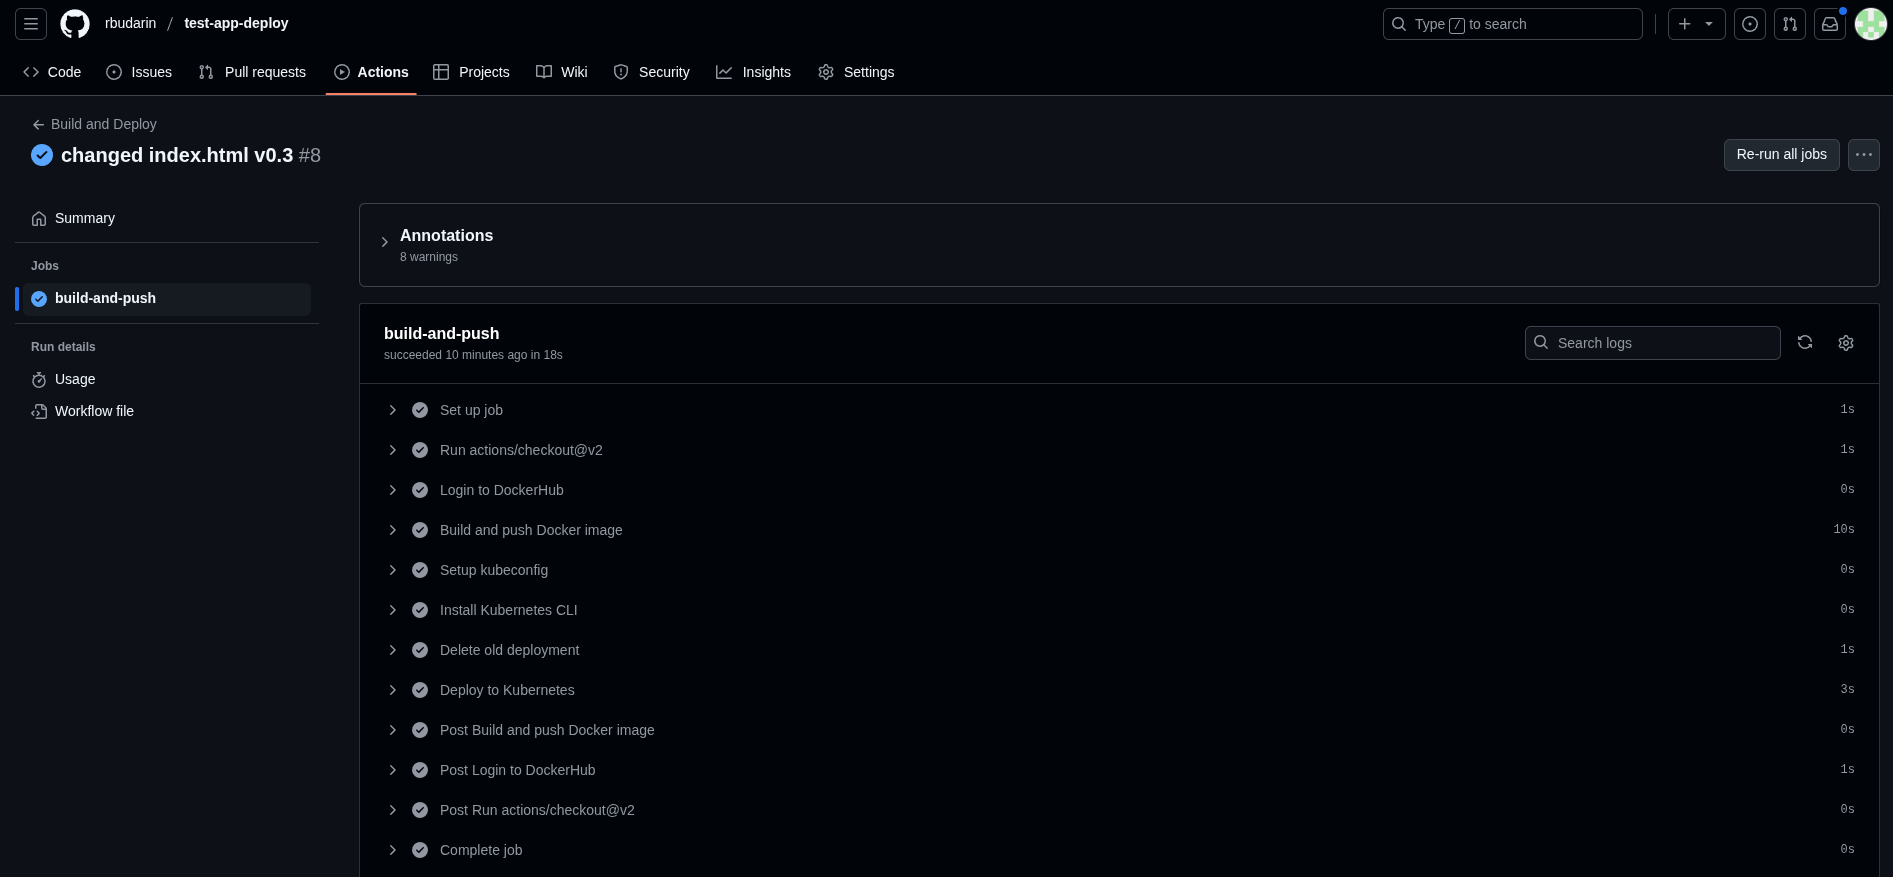 rbudarin / test-app-deploy
Type / to search
Code Issues Pull requests Actions Projects Wiki Security Insights Settings
Build and Deploy
changed index.html v0.3 #8
Re-run all jobs
Summary
Jobs
build-and-push
Run details
Usage
Workflow file
Annotations
8 warnings
build-and-push
succeeded 10 minutes ago in 18s
Search logs
Set up job 1s
Run actions/checkout@v2 1s
Login to DockerHub 0s
Build and push Docker image 10s
Setup kubeconfig 0s
Install Kubernetes CLI 0s
Delete old deployment 1s
Deploy to Kubernetes 3s
Post Build and push Docker image 0s
Post Login to DockerHub 1s
Post Run actions/checkout@v2 0s
Complete job 0s